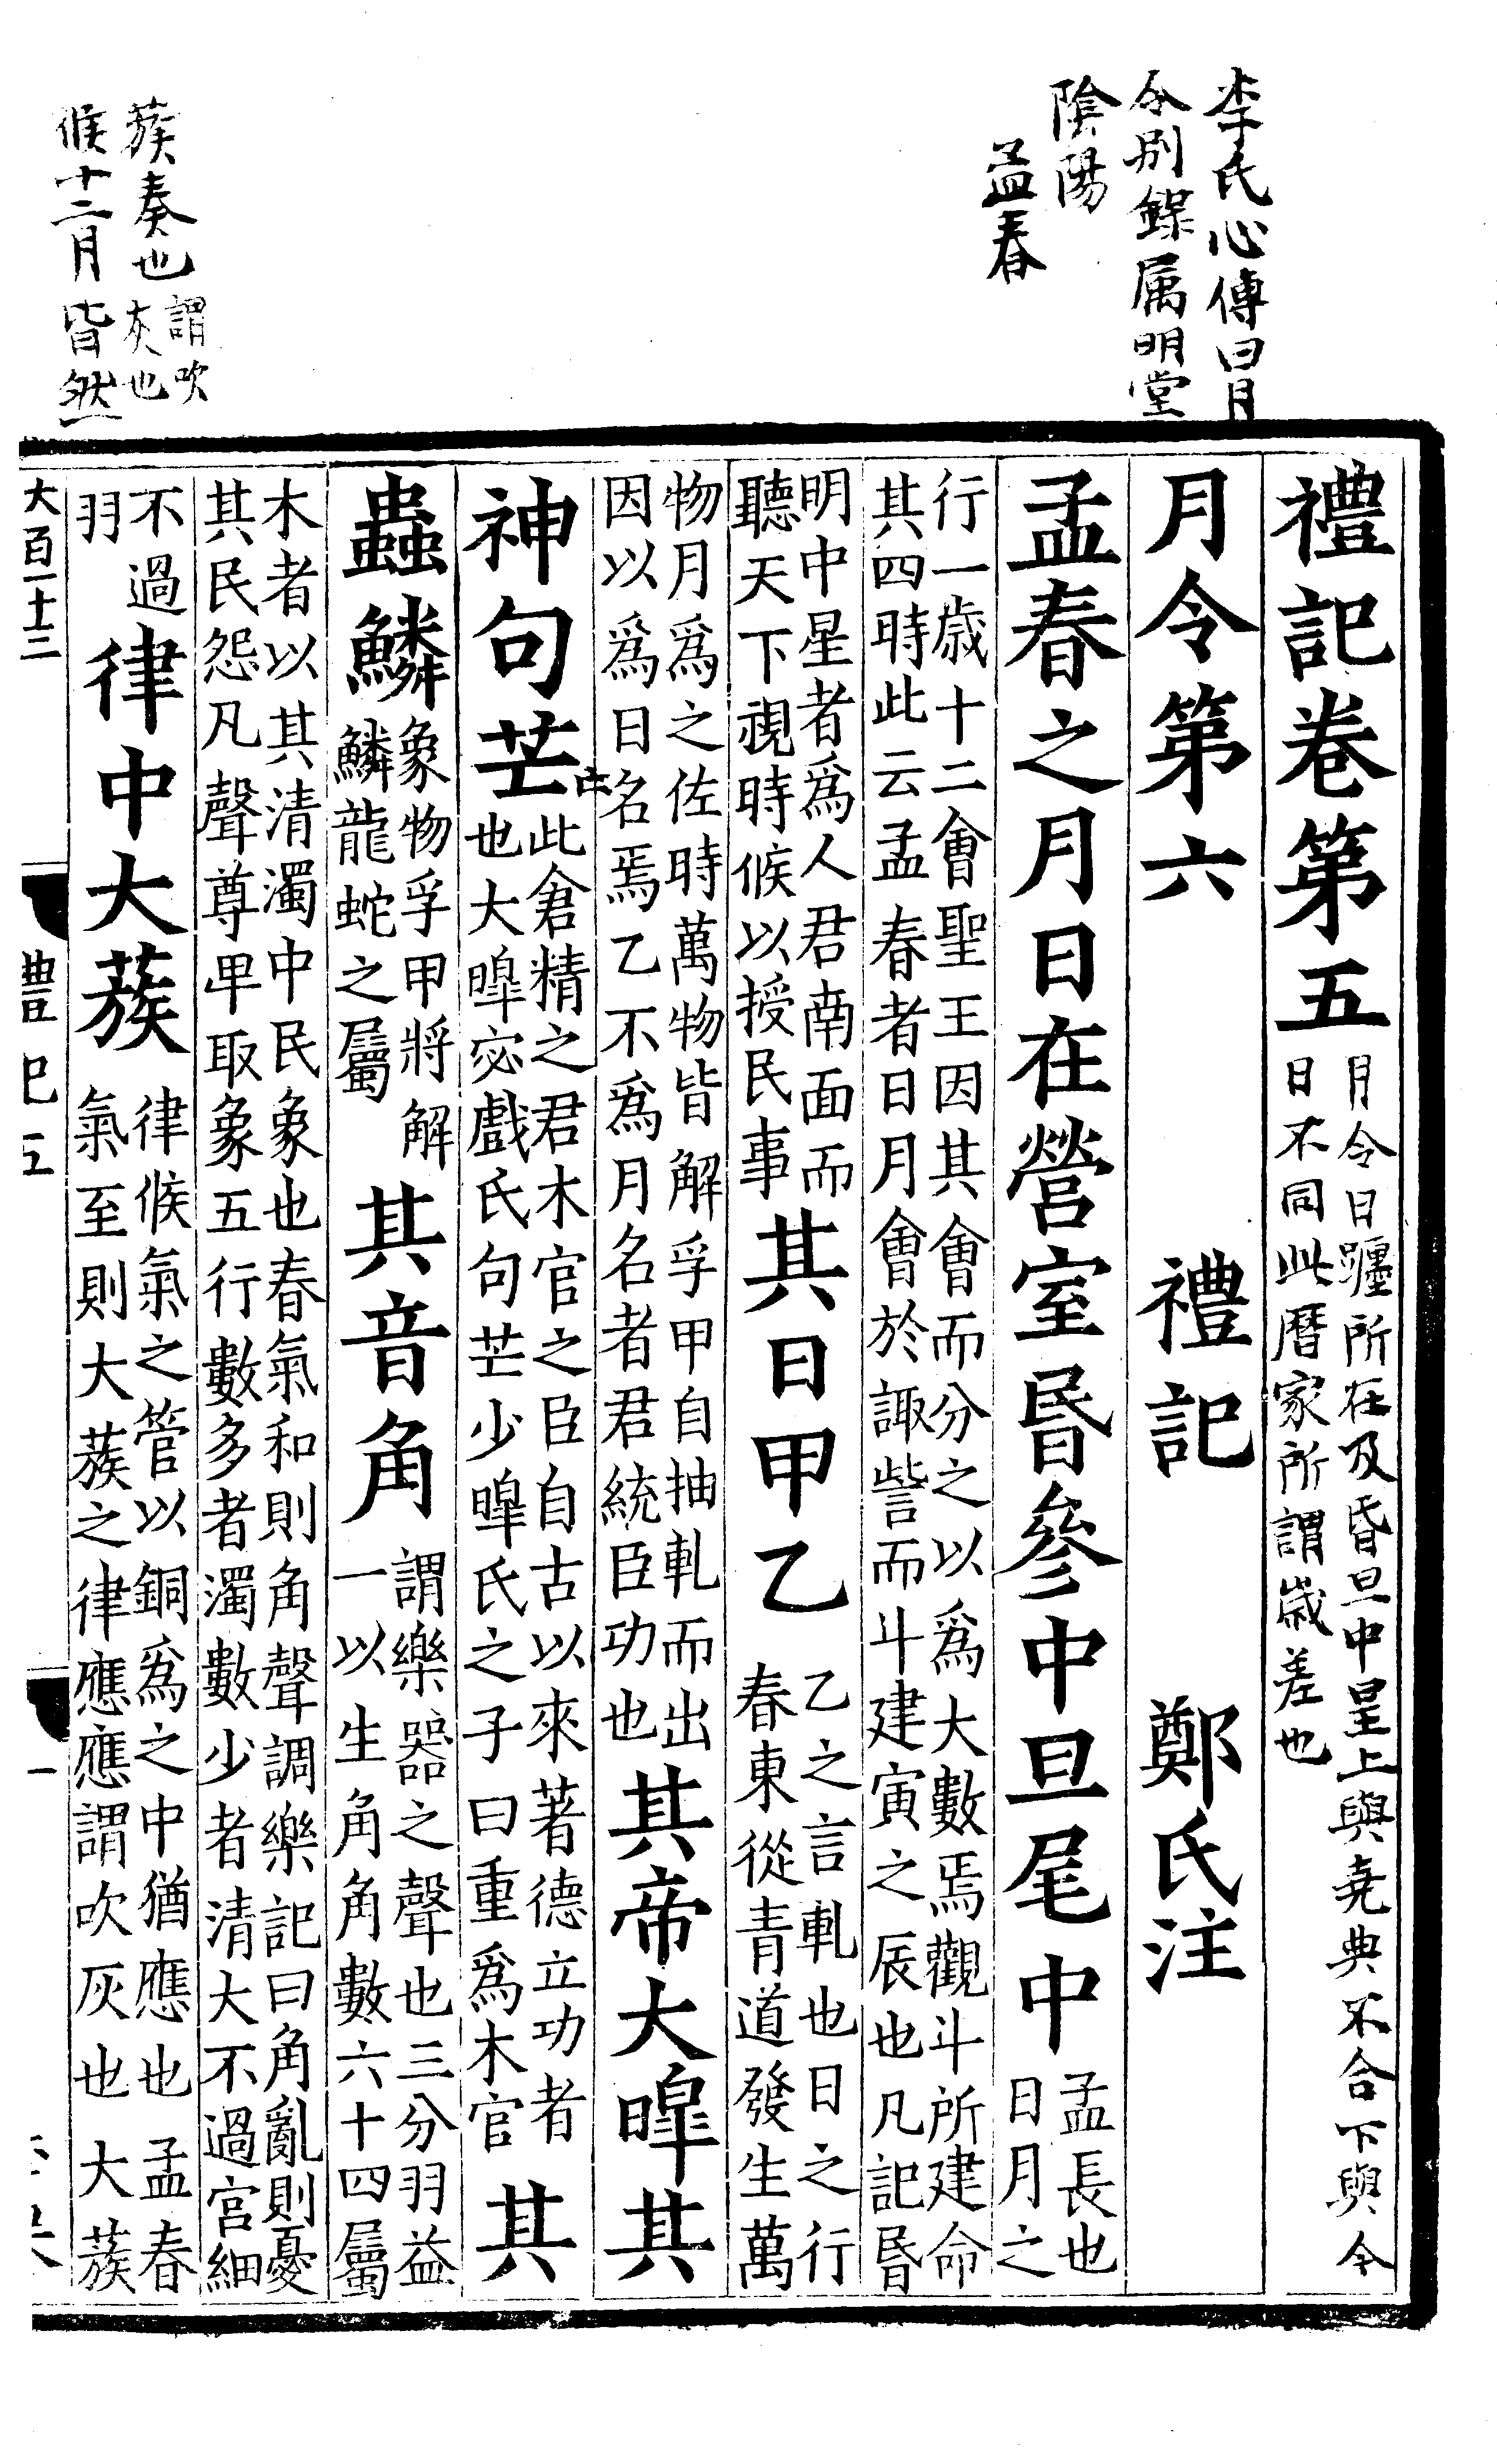 李氏心傳曰月
令别錄属明堂
陰陽
孟春
蔟奏也謂吹
灰也
候十二月皆然
禮記卷第五
月令日躔所在及昏旦中星上與尭典不合下與今
日不同此曆家所謂歲差也
月令第六 禮記 鄭氏注
孟春之月日在營室昬參中旦尾中
孟長也
日月之
行一歲十二會聖王因其會而分之以爲大數焉觀斗所建命
其四時此云孟春者日月會於諏訾而斗建寅之辰也凡記昬
明中星者爲人君南面而
聽天下視時候以授民事
其日甲乙
乙之言軋也日之行
春東從青道發生萬
物月爲之佐時萬物皆解孚甲自抽軋而出
因以爲日名焉乙不爲月名者君統臣功也
其帝大皥其
神句芒
亡
此倉精之君木官之臣自古以來著德立功者
也大皥宓戲氏句芒少皥氏之子曰重爲木官
其
蟲鱗
象物孚甲將解
鱗龍蛇之屬
其音角
謂樂器之聲也三分羽益
一以生角角數六十四屬
木者以其清濁中民象也春氣和則角聲調樂記曰角亂則憂
其民怨凡聲尊卑取象五行數多者濁數少者清大不過宮細
不過
羽
律中大蔟
律候氣之管以銅爲之中猶應也孟春
氣至則大蔟之律應應謂吹灰也大蔟
大百一十三
禮記五
一